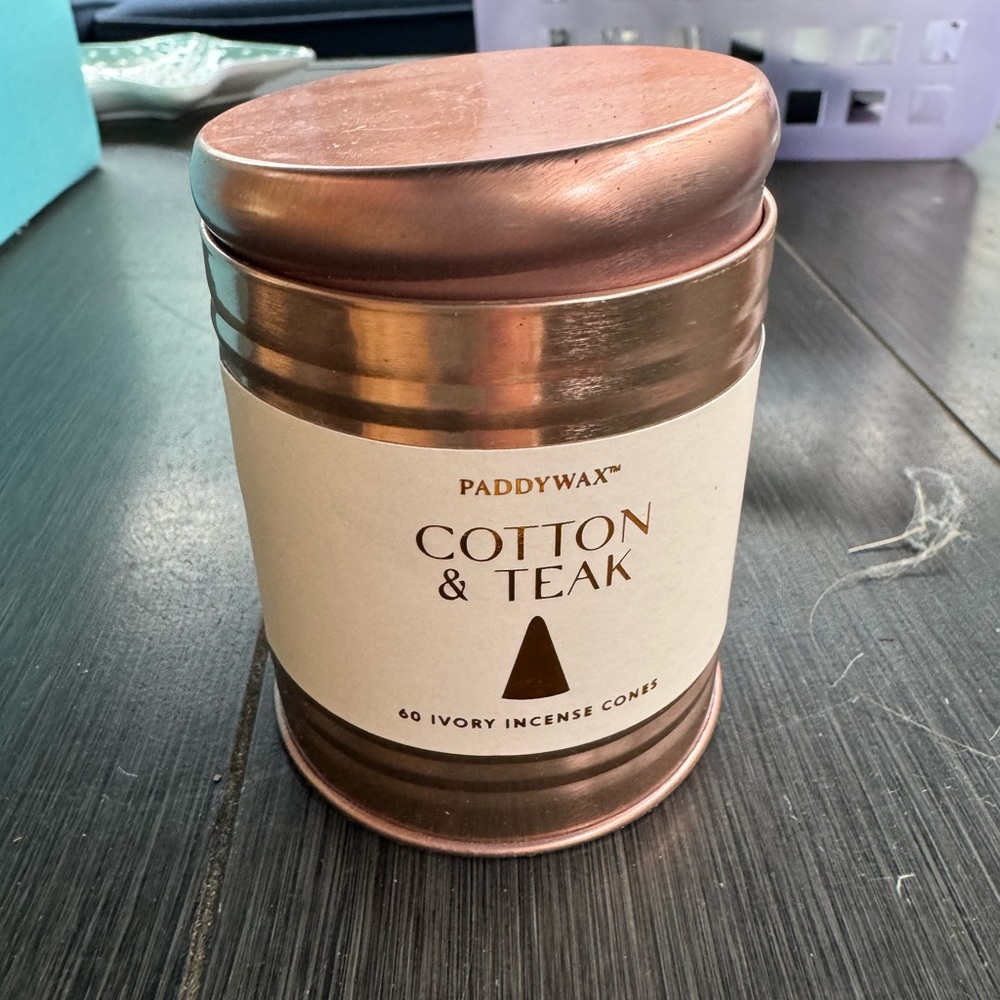 PADDYWAX™
COTTON
& TEAK
60 IVORY INCENSE CONES